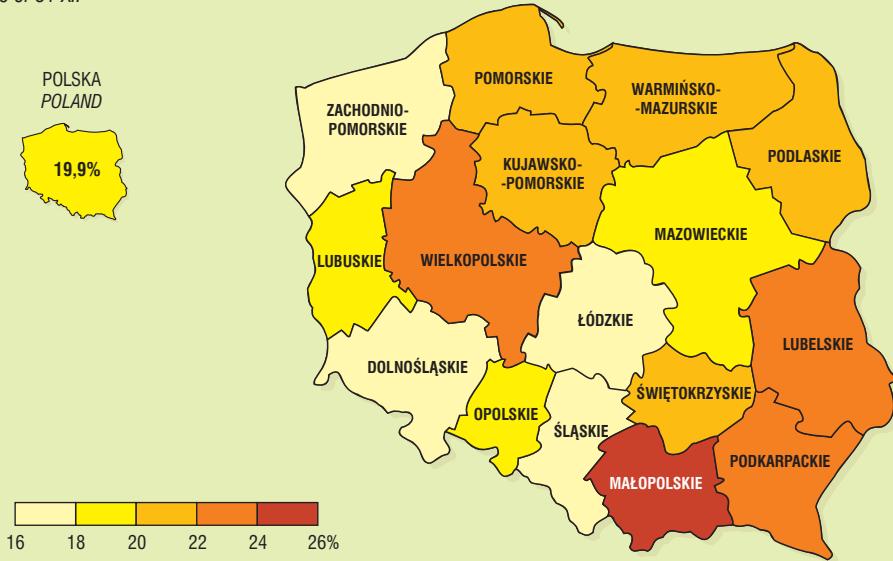 POLSKA
POLAND
19,9%
POMORSKIE
WARMIŃSKO-
-MAZURSKIE
ZACHODNIO-
POMORSKIE
KUJAWSKO-
-POMORSKIE
PODLASKIE
MAZOWIECKIE
LUBUSKIE
WIELKOPOLSKIE
ŁÓDZKIE
LUBELSKIE
DOLNOŚLĄSKIE
ŚWIĘTOKRZYSKIE
OPOLSKIE
ŚLĄSKIE
PODKARPACKIE
MAŁOPOLSKIE
16 18 20 22 24 26%